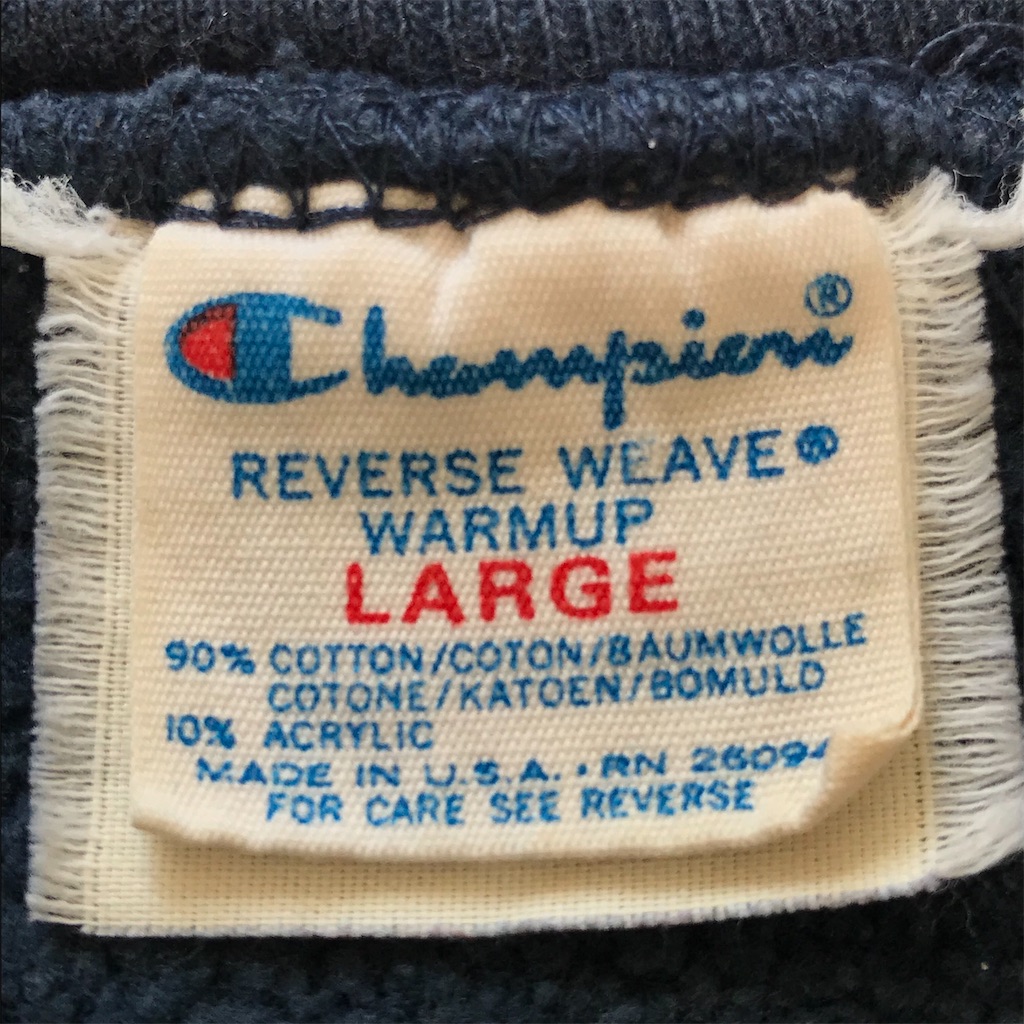 Champion®
REVERSE WEAVE®
WARMUP
LARGE
90% COTTON/COTON/BAUMWOLLE
COTONE/KATOEN/BOMULD
10% ACRYLIC
MADE IN U.S.A. • RN 26094
FOR CARE SEE REVERSE